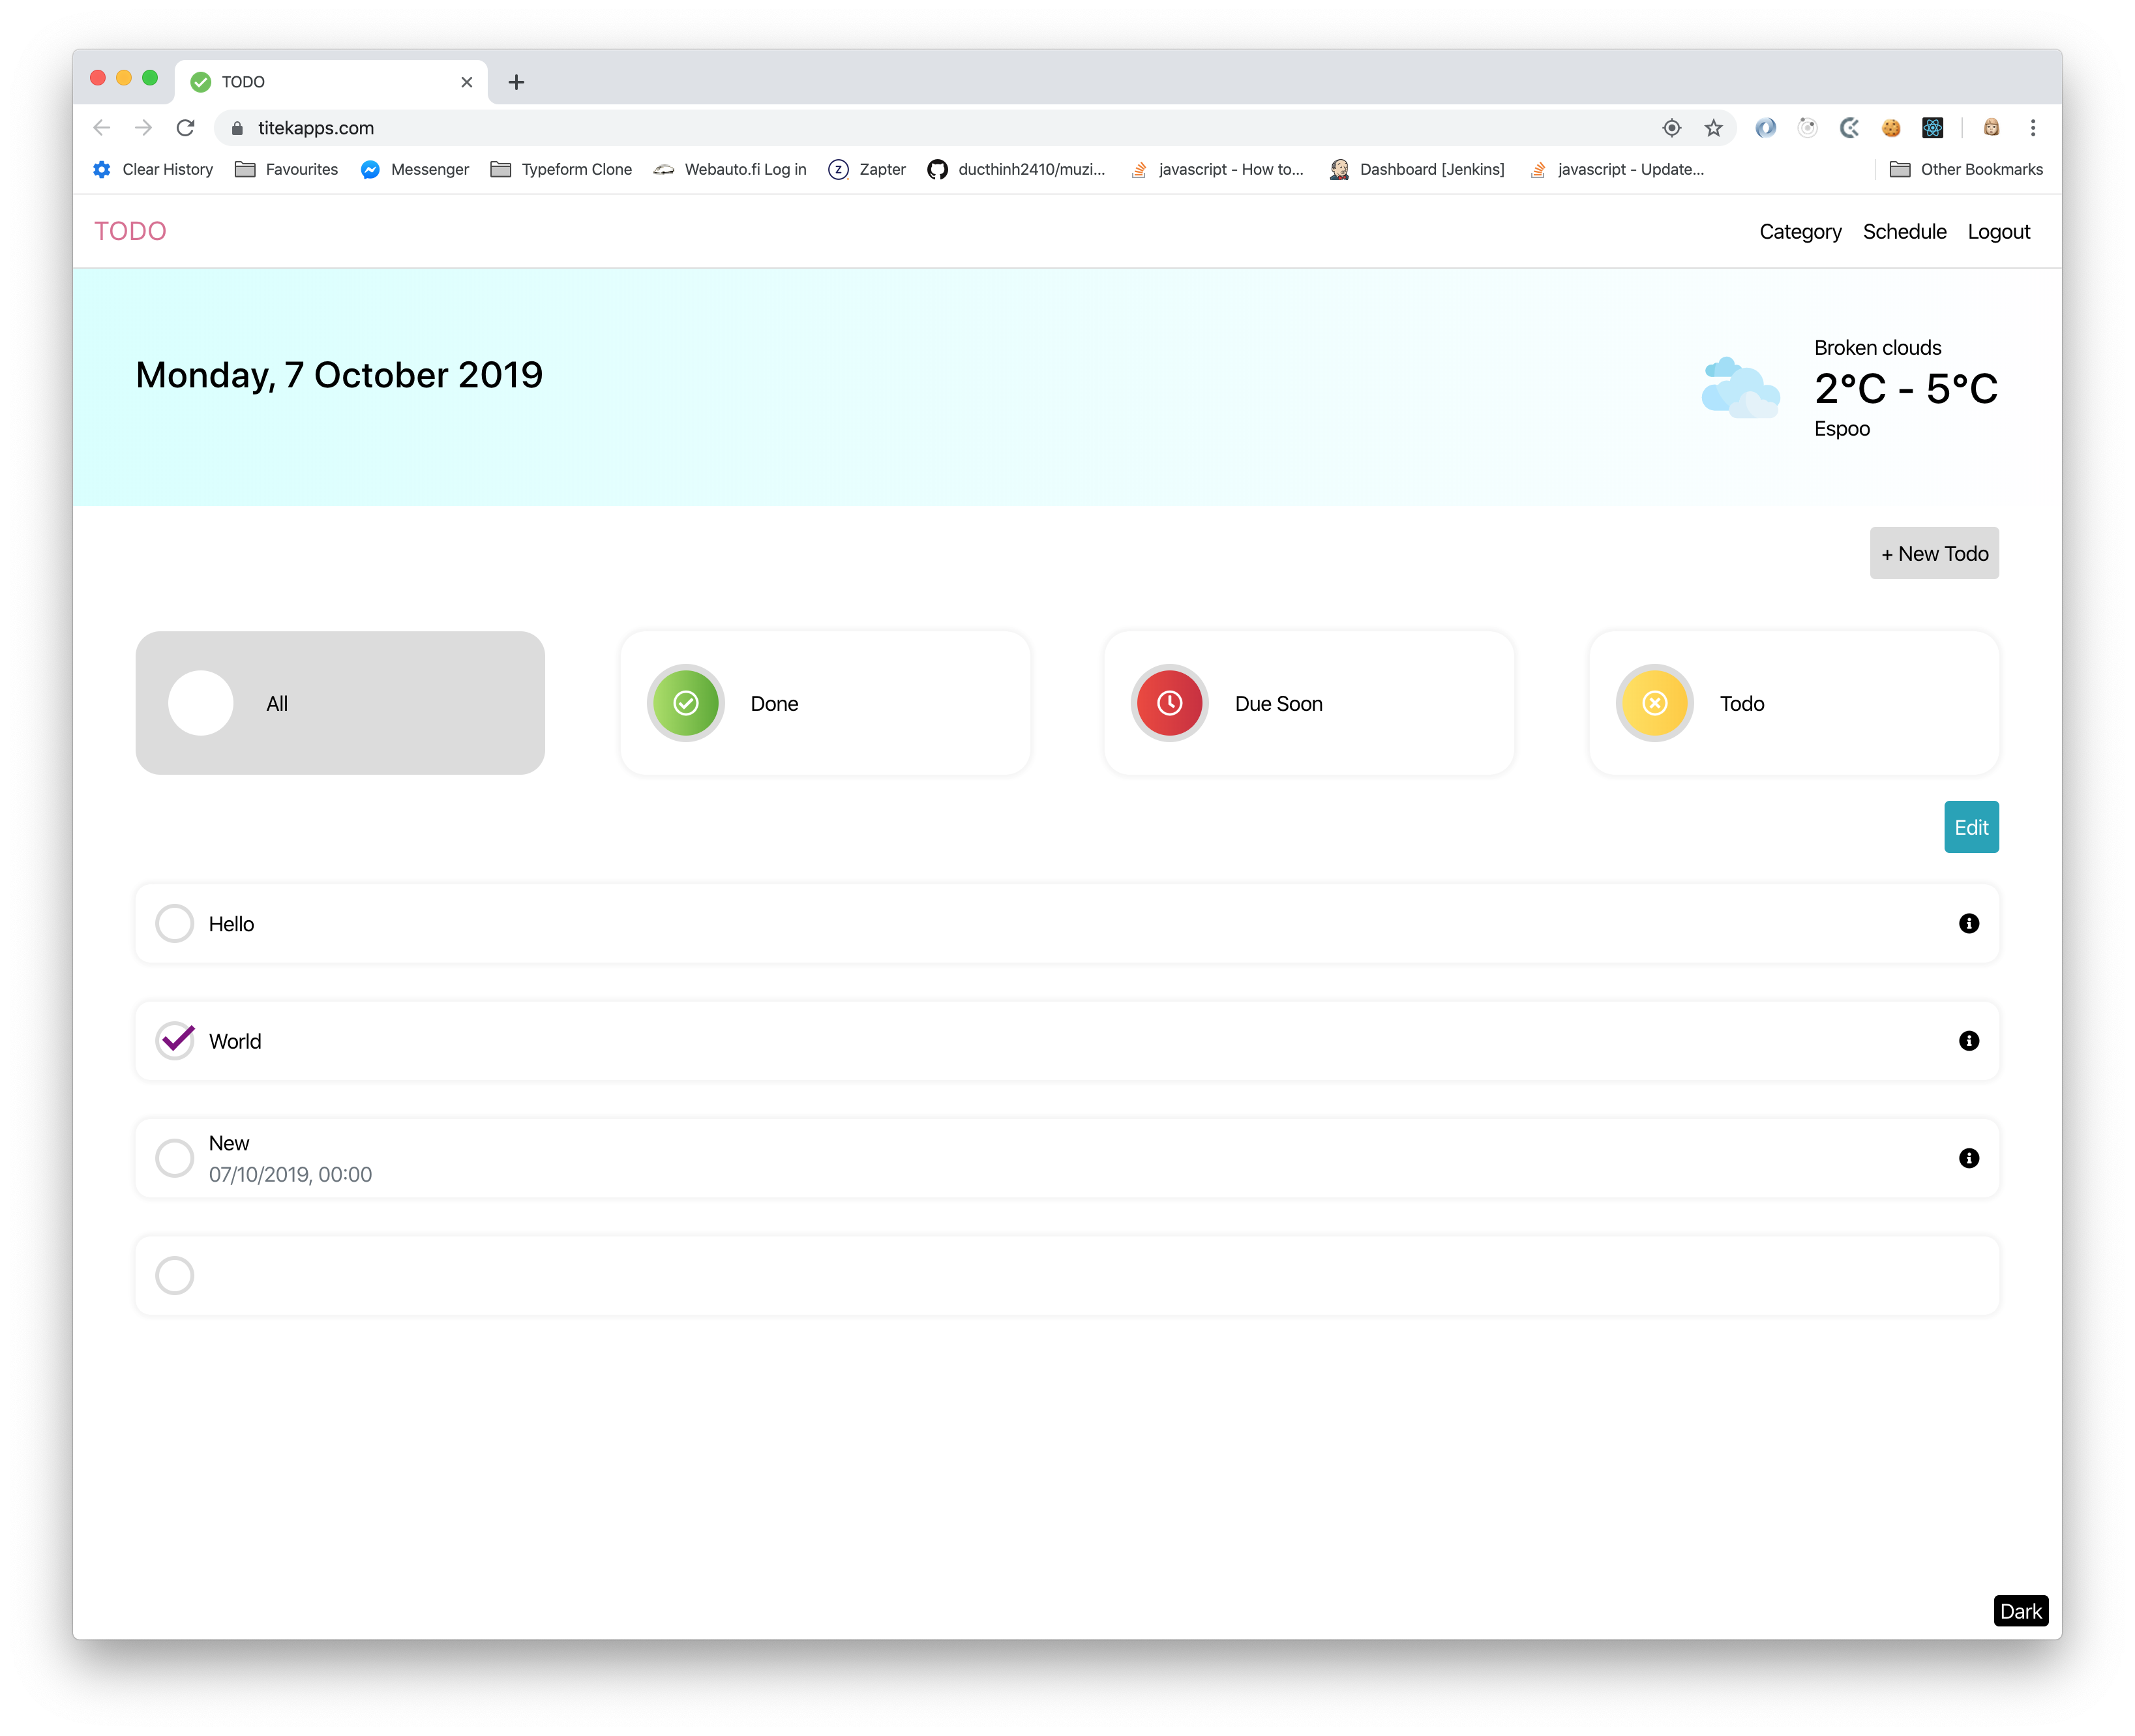 TODO
titekapps.com
Clear History Favourites Messenger Typeform Clone Webauto.fi Log in Z Zapter ducthinh2410/muzi... javascript - How to... Dashboard [Jenkins] javascript - Update... Other Bookmarks
TODO Category Schedule Logout
Monday, 7 October 2019
Broken clouds
2°C - 5°C
Espoo
+ New Todo
All Done Due Soon Todo
Edit
Hello
World
New
07/10/2019, 00:00
Dark